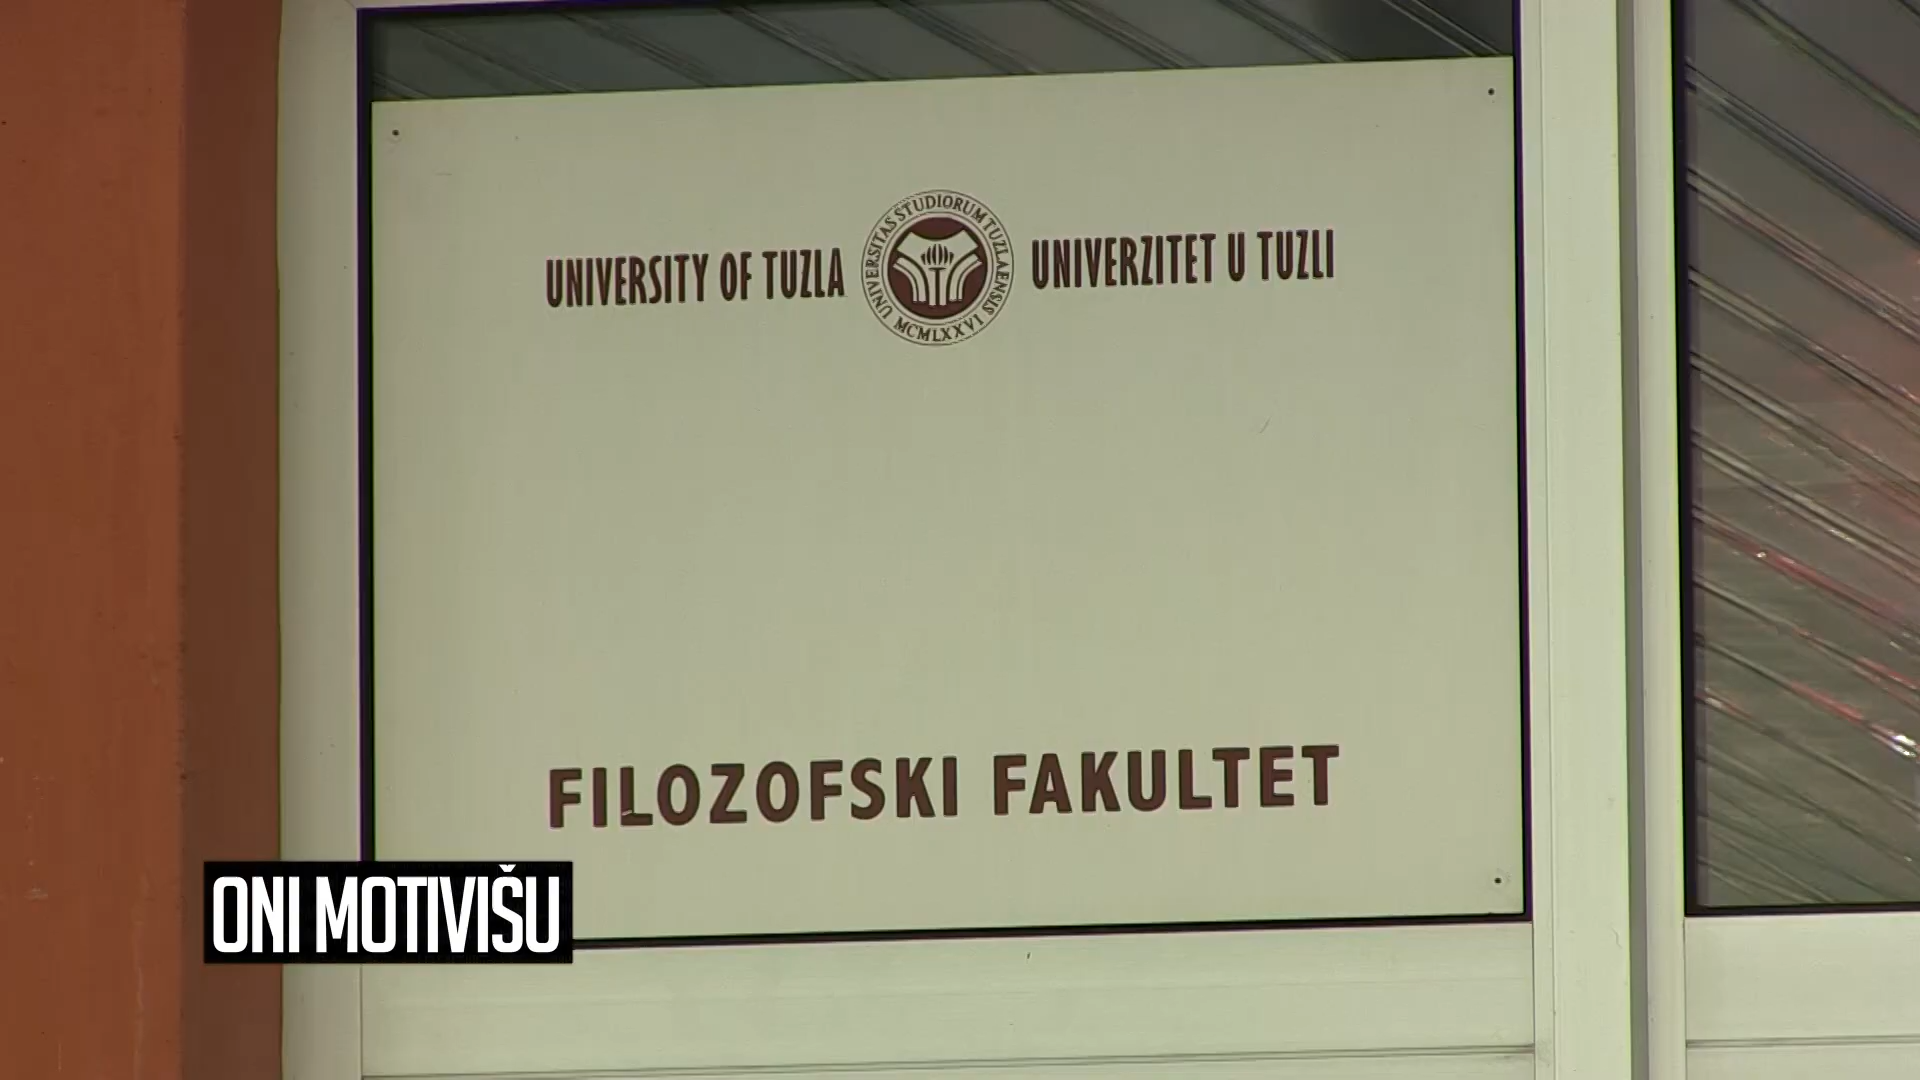 UNIVERSITY OF TUZLA
UNIVERSITAS STUDIORUM TUZLAENSIS
MCMLXXVI
UNIVERZITET U TUZLI
FILOZOFSKI FAKULTET
ONI MOTIVIŠU